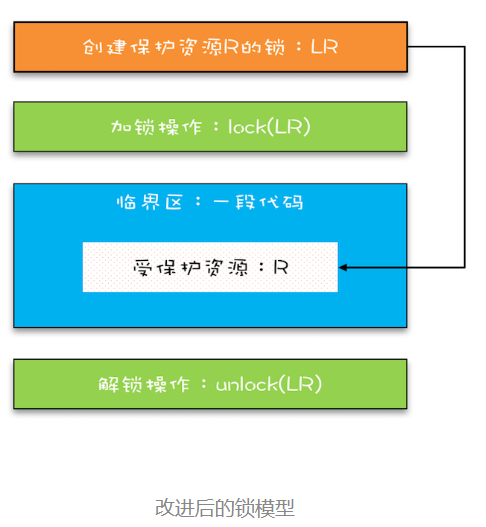 创建保护资源R的锁：LR
加锁操作：lock(LR)
临界区：一段代码
受保护资源：R
解锁操作：unlock(LR)
改进后的锁模型